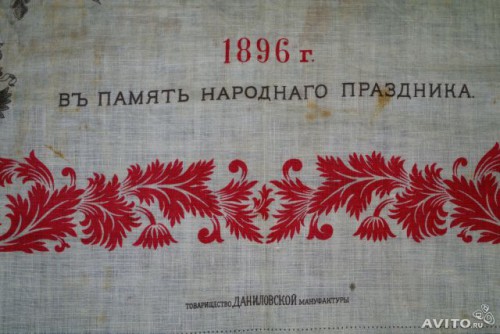 1896 г.
ВЪ ПАМЯТЬ НАРОДНАГО ПРАЗДНИКА.
ТОВАРИЩЕСТВО ДАНИЛОВСКОЙ МАНУФАКТУРЫ
AVITO.ru